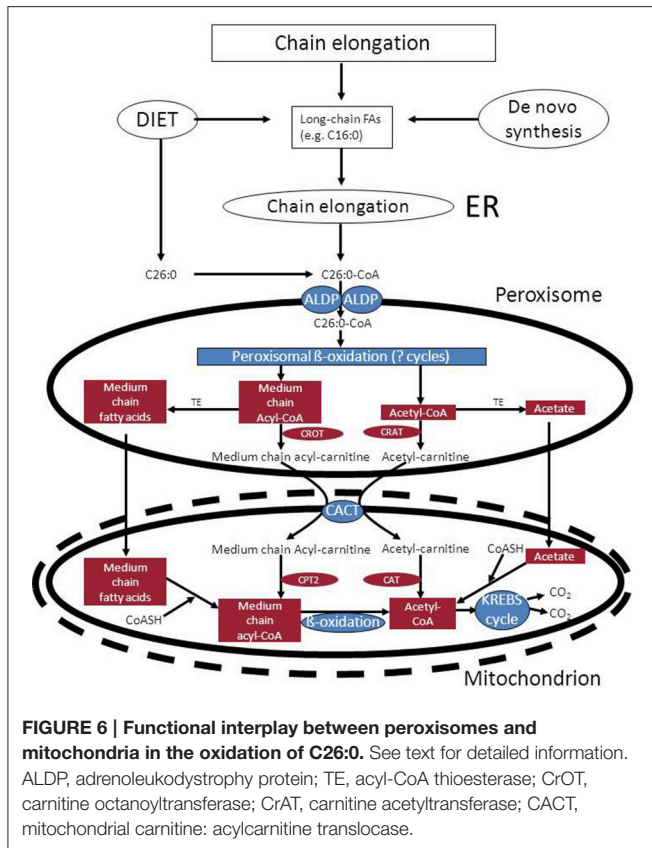 Chain elongation
DIET
Long-chain FAs
(e.g. C16:0)
De novo
synthesis
Chain elongation
ER
C26:0
C26:0-CoA
ALDP
ALDP
Peroxisome
C26:0-CoA
Peroxisomal ß-oxidation (? cycles)
Medium
chain
fatty acids
TE
Medium
chain
Acyl-CoA
Acetyl-CoA
TE
Acetate
CROT
CRAT
Medium chain acyl-carnitine
Acetyl-carnitine
CACT
Medium chain Acyl-carnitine
Acetyl-carnitine
CoASH
Acetate
Medium
chain
fatty acids
CPT2
CAT
CoASH
Medium
chain
acyl-CoA
ß-oxidation
Acetyl-
CoA
KREBS
cycle
CO₂
CO₂
Mitochondrion
FIGURE 6 | Functional interplay between peroxisomes and
mitochondria in the oxidation of C26:0. See text for detailed information.
ALDP, adrenoleukodystrophy protein; TE, acyl-CoA thioesterase; CrOT,
carnitine octanoyltransferase; CrAT, carnitine acetyltransferase; CACT,
mitochondrial carnitine: acylcarnitine translocase.